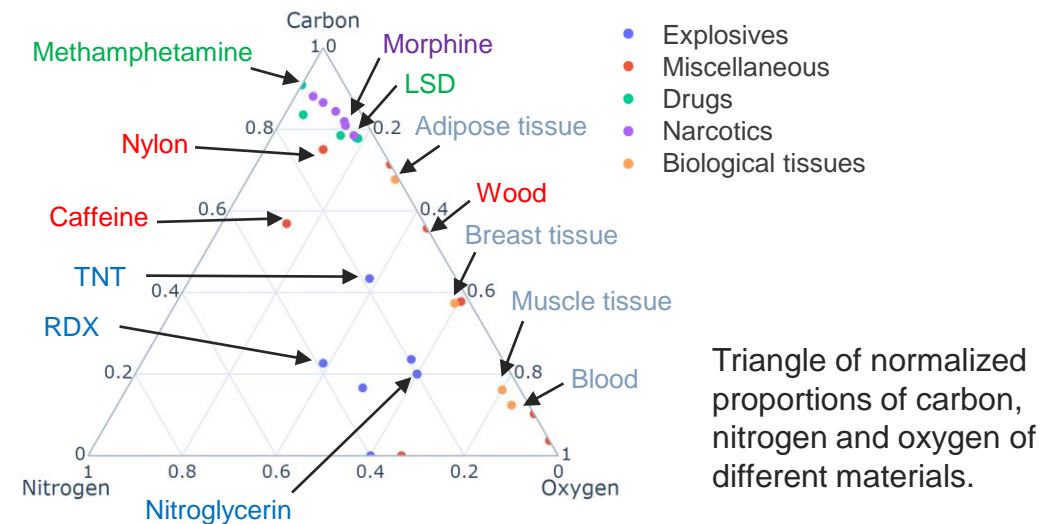 Carbon
1.0
Methamphetamine
Morphine
LSD
0.8
0.2
Adipose tissue
Nylon
0.6
0.4
Wood
Caffeine
Breast tissue
TNT
0.4
0.6
Muscle tissue
RDX
0.2
0.8
Blood
0
1
1
0.8
0.6
0.4
0.2
0
Nitrogen
Oxygen
Nitroglycerin
Explosives
Miscellaneous
Drugs
Narcotics
Biological tissues
Triangle of normalized
proportions of carbon,
nitrogen and oxygen of
different materials.